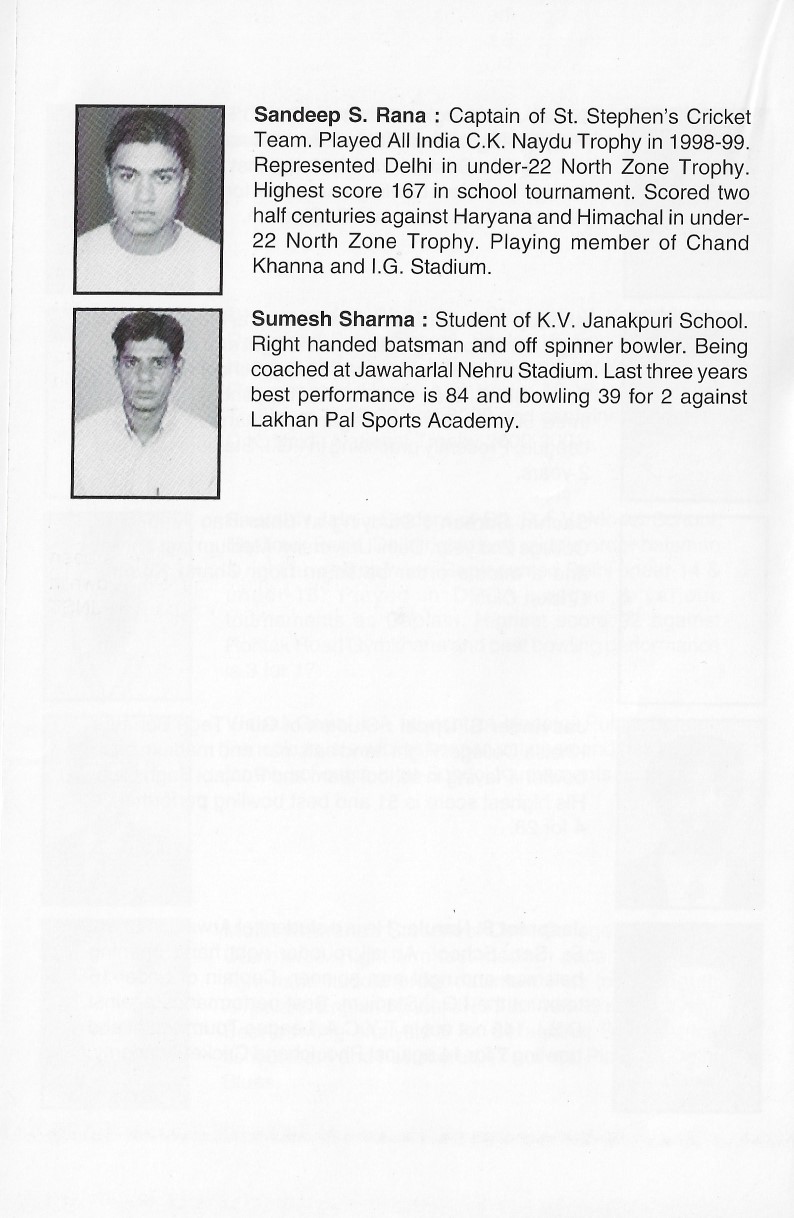 Sandeep S. Rana : Captain of St. Stephen's Cricket
Team. Played All India C.K. Naydu Trophy in 1998-99.
Represented Delhi in under-22 North Zone Trophy.
Highest score 167 in school tournament. Scored two
half centuries against Haryana and Himachal in under-
22 North Zone Trophy. Playing member of Chand
Khanna and I.G. Stadium.
Sumesh Sharma : Student of K.V. Janakpuri School.
Right handed batsman and off spinner bowler. Being
coached at Jawaharlal Nehru Stadium. Last three years
best performance is 84 and bowling 39 for 2 against
Lakhan Pal Sports Academy.